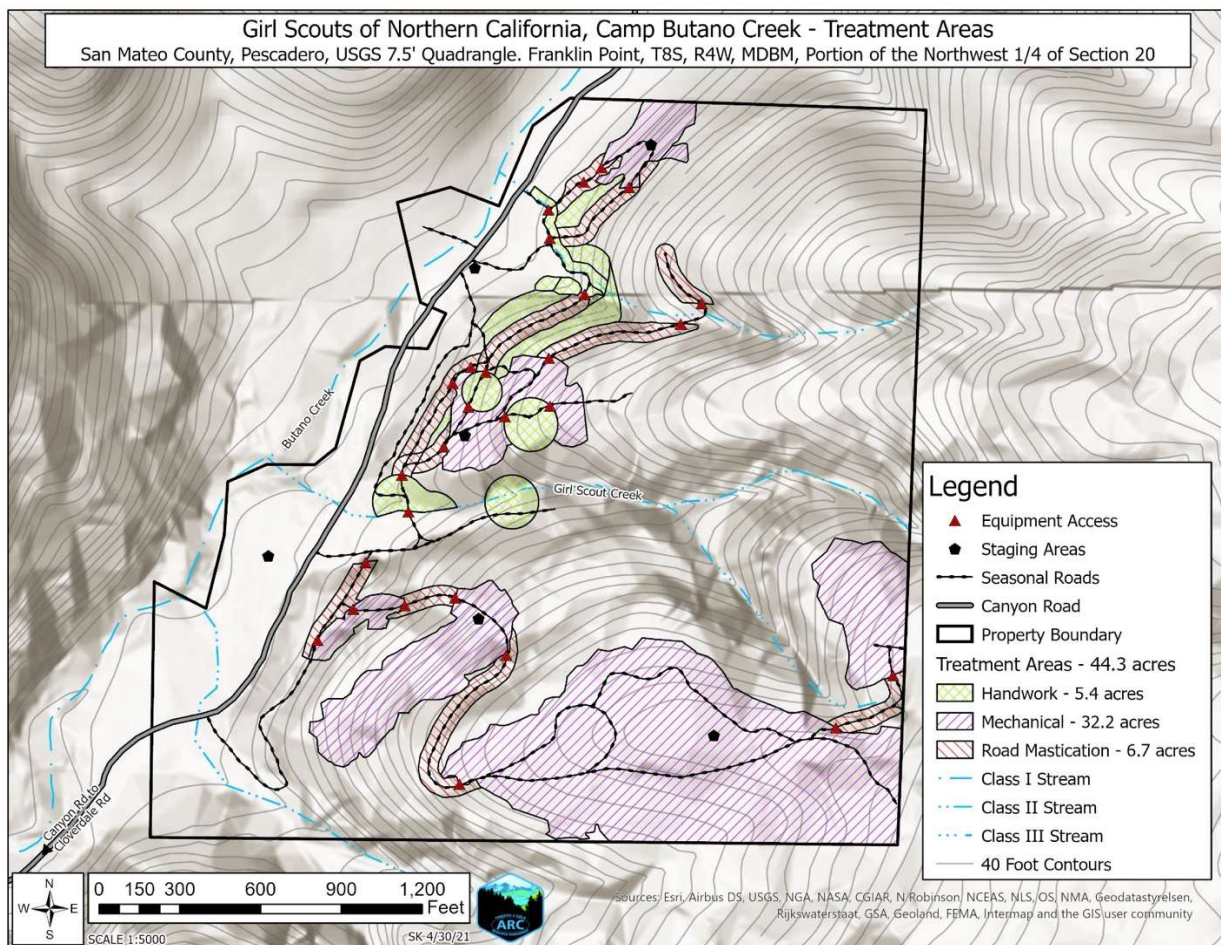 Girl Scouts of Northern California, Camp Butano Creek - Treatment Areas
San Mateo County, Pescadero, USGS 7.5' Quadrangle. Franklin Point, T8S, R4W, MDBM, Portion of the Northwest 1/4 of Section 20
Butano Creek
Girl Scout Creek
Canyon Rd to
Cloverdale Rd
Legend
Equipment Access
Staging Areas
Seasonal Roads
Canyon Road
Property Boundary
Treatment Areas - 44.3 acres
Handwork - 5.4 acres
Mechanical - 32.2 acres
Road Mastication - 6.7 acres
Class I Stream
Class II Stream
Class III Stream
40 Foot Contours
N
W E
S
0 150 300 600 900 1,200
Feet
SCALE 1:5000
SK 4/30/21
ARC
Sources: Esri, Airbus DS, USGS, NGA, NASA, CGIAR, N Robinson, NCEAS, NLS, OS, NMA, Geodatastyrelsen,
Rijkswaterstaat, GSA, Geoland, FEMA, Intermap and the GIS user community